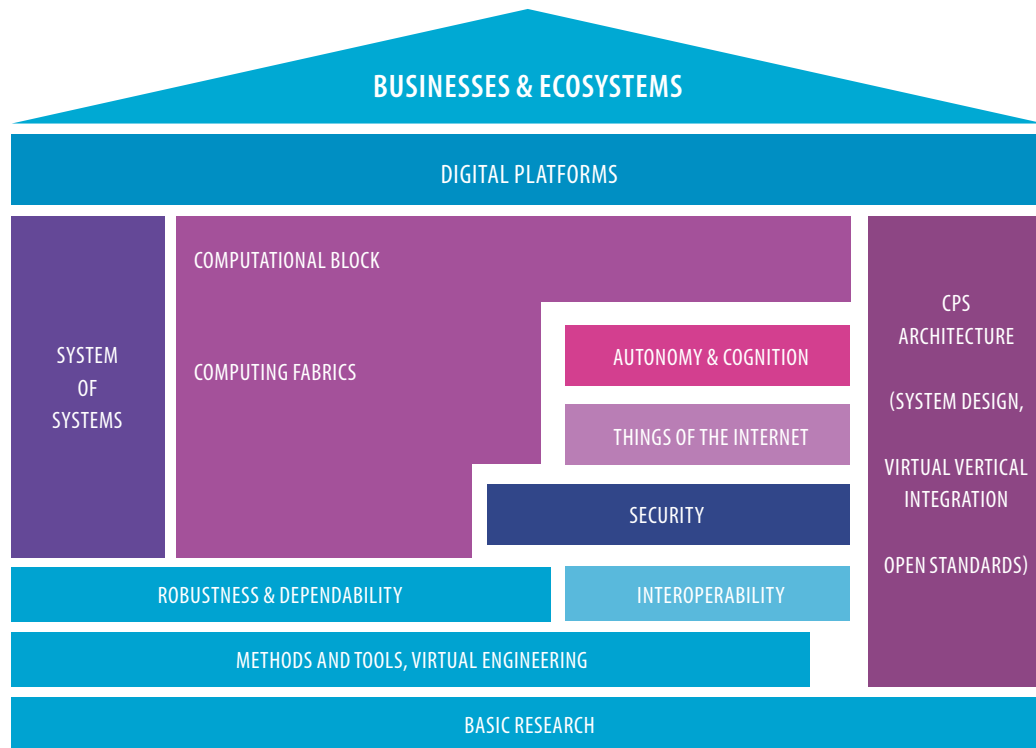 BUSINESSES & ECOSYSTEMS
DIGITAL PLATFORMS
SYSTEM
OF
SYSTEMS
COMPUTATIONAL BLOCK
COMPUTING FABRICS
AUTONOMY & COGNITION
THINGS OF THE INTERNET
SECURITY
CPS
ARCHITECTURE
(SYSTEM DESIGN,
VIRTUAL VERTICAL
INTEGRATION
OPEN STANDARDS)
ROBUSTNESS & DEPENDABILITY
INTEROPERABILITY
METHODS AND TOOLS, VIRTUAL ENGINEERING
BASIC RESEARCH